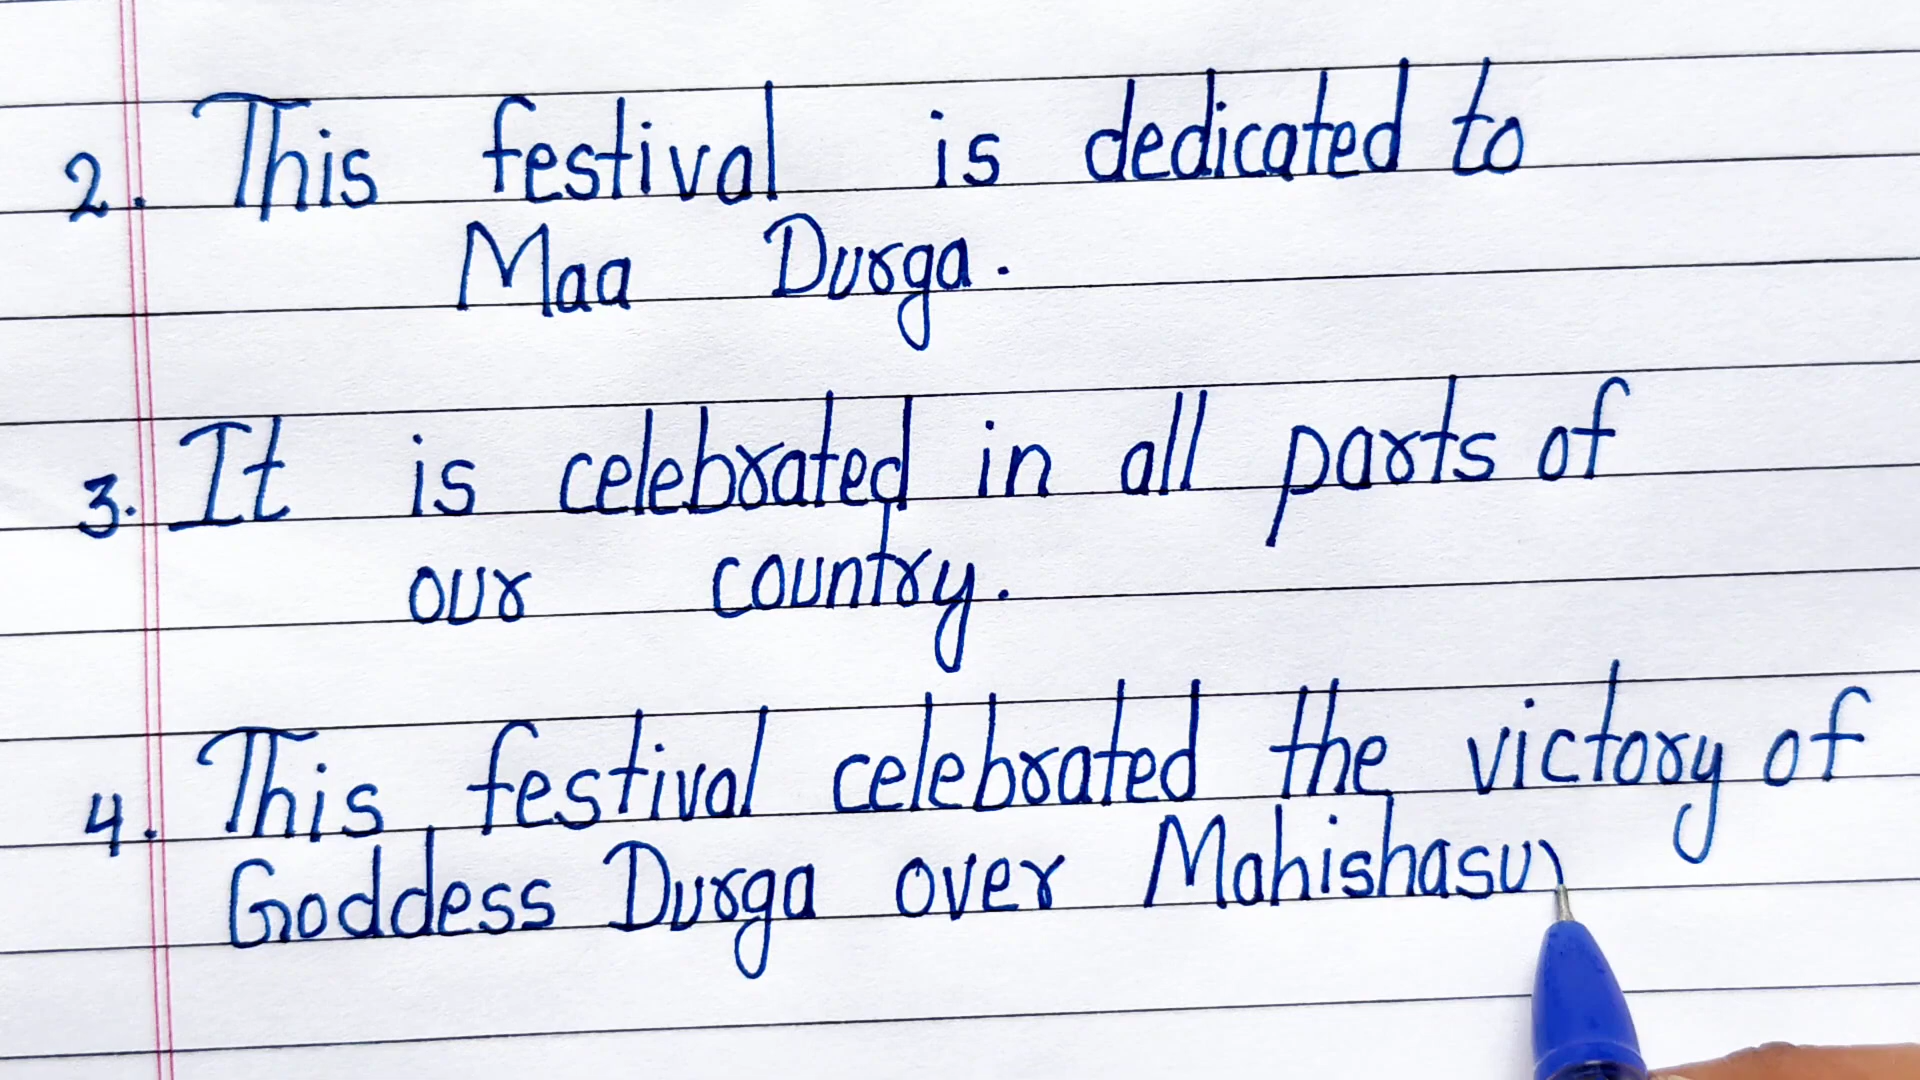 2. This festival is dedicated to
Maa Durga.
3. It is celebrated in all parts of
our country.
4. This festival celebrated the victory of
Goddess Durga over Mahishasu